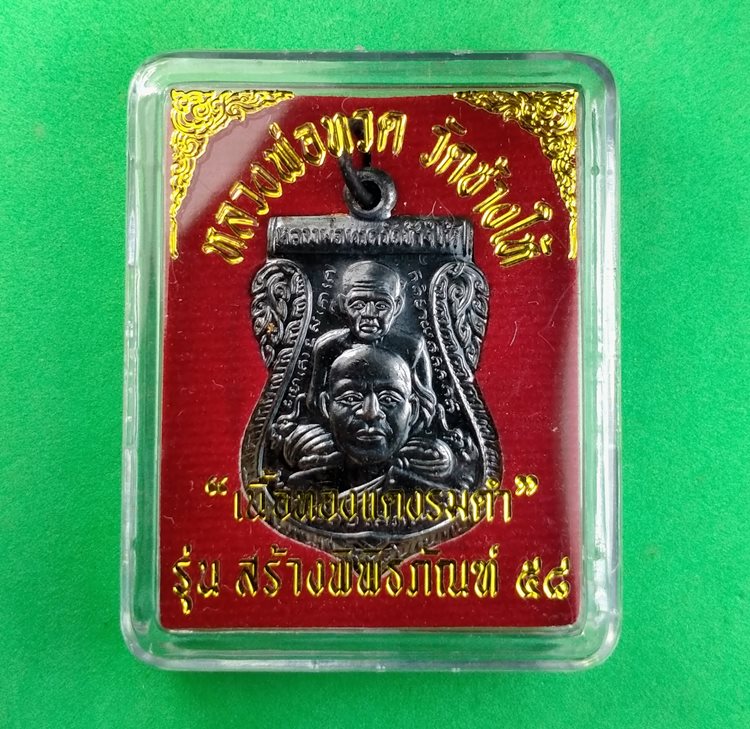 หลวงพ่อทวด วัดช้างให้
"เนื้อทองแดงรมดำ"
รุ่น สร้างพิพิธภัณฑ์ ๕๔